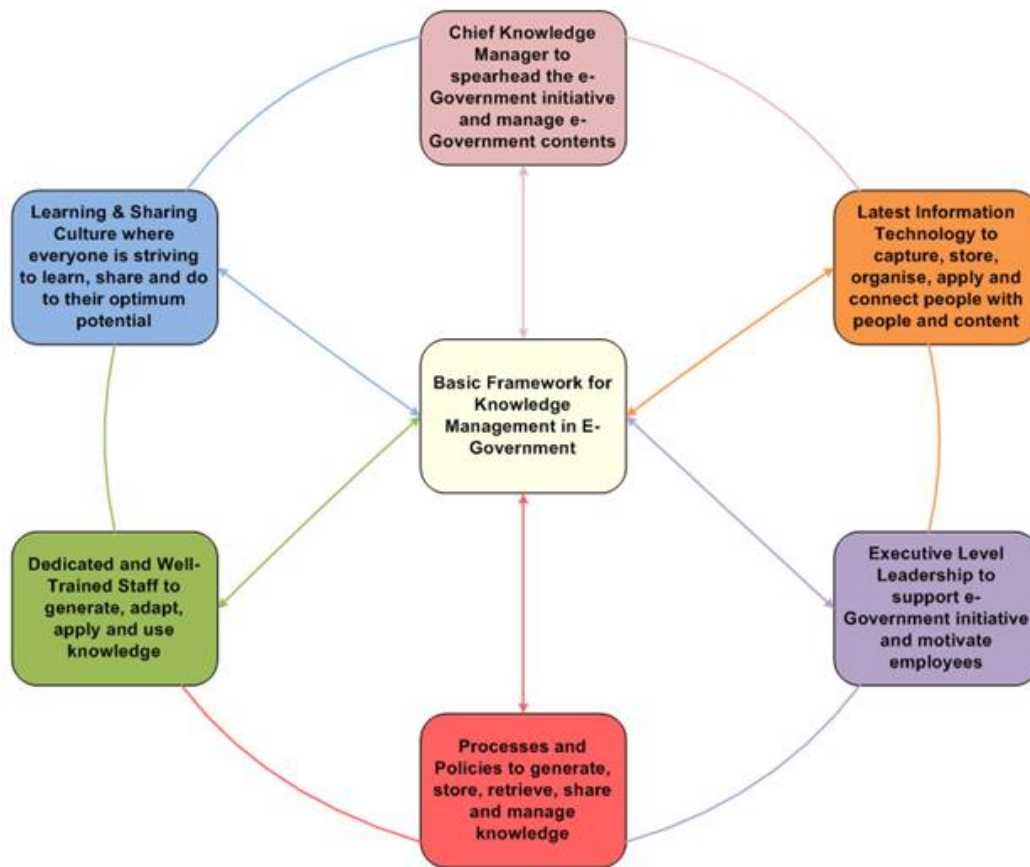 Chief Knowledge
Manager to
spearhead the e-
Government initiative
and manage e-
Government contents
Learning & Sharing
Culture where
everyone is striving
to learn, share and do
to their optimum
potential
Latest Information
Technology to
capture, store,
organise, apply and
connect people with
people and content
Basic Framework for
Knowledge
Management in E-
Government
Dedicated and Well-
Trained Staff to
generate, adapt,
apply and use
knowledge
Executive Level
Leadership to
support e-
Government initiative
and motivate
employees
Processes and
Policies to generate,
store, retrieve, share
and manage
knowledge